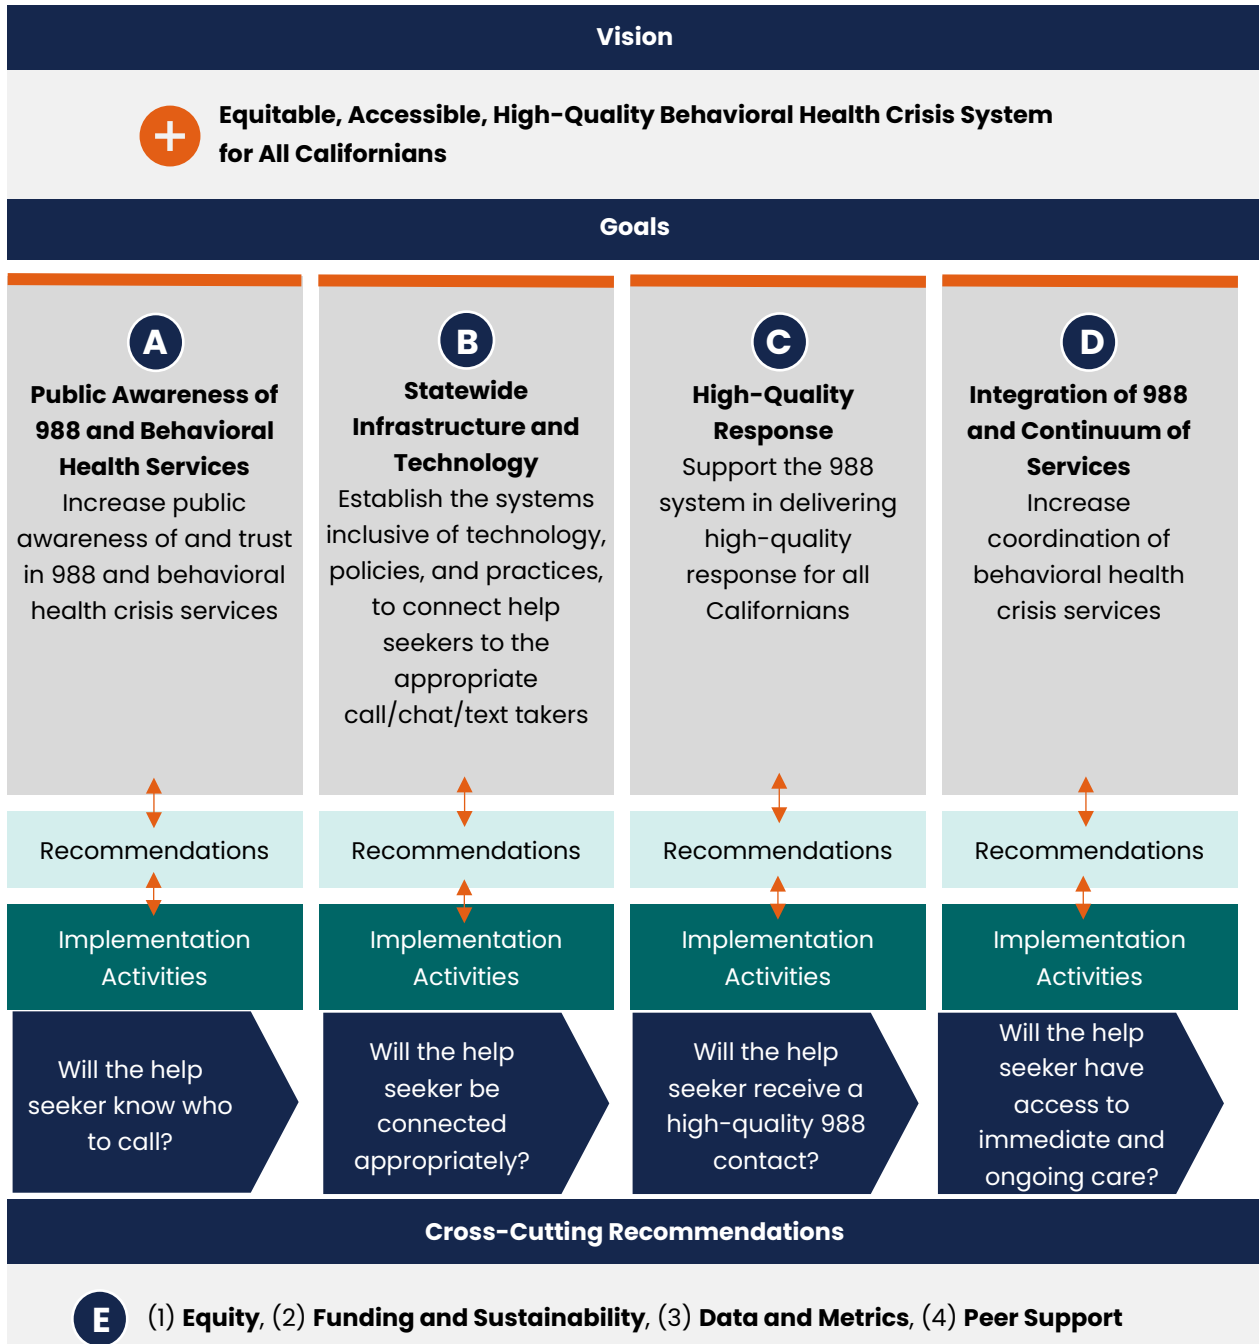 Vision
Equitable, Accessible, High-Quality Behavioral Health Crisis System
for All Californians
Goals
A
Public Awareness of
988 and Behavioral
Health Services
Increase public
awareness of and trust
in 988 and behavioral
health crisis services
B
Statewide
Infrastructure and
Technology
Establish the systems
inclusive of technology,
policies, and practices,
to connect help
seekers to the
appropriate
call/chat/text takers
C
High-Quality
Response
Support the 988
system in delivering
high-quality
response for all
Californians
D
Integration of 988
and Continuum of
Services
Increase
coordination of
behavioral health
crisis services
Recommendations
Recommendations
Recommendations
Recommendations
Implementation
Activities
Implementation
Activities
Implementation
Activities
Implementation
Activities
Will the help
seeker know who
to call?
Will the help
seeker be
connected
appropriately?
Will the help
seeker receive a
high-quality 988
contact?
Will the help
seeker have
access to
immediate and
ongoing care?
Cross-Cutting Recommendations
E
(1) Equity, (2) Funding and Sustainability, (3) Data and Metrics, (4) Peer Support